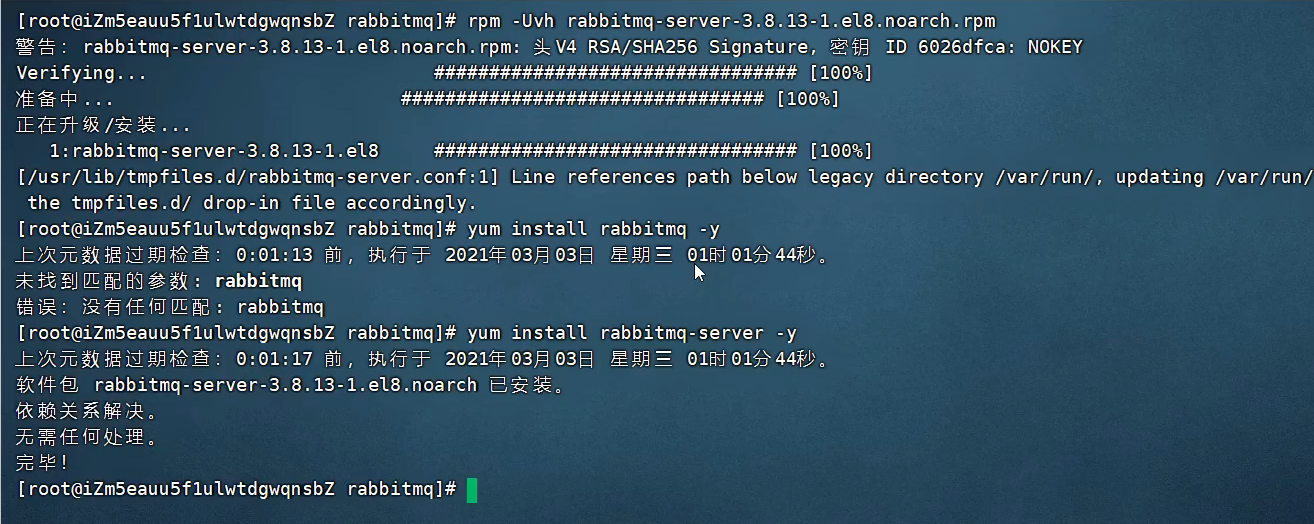 [root@iZm5eauu5f1ulwtdgwqnsbZ rabbitmq]# rpm -Uvh rabbitmq-server-3.8.13-1.el8.noarch.rpm
警告：rabbitmq-server-3.8.13-1.el8.noarch.rpm: 头V4 RSA/SHA256 Signature, 密钥 ID 6026dfca: NOKEY
Verifying... ################################# [100%]
准备中... ################################# [100%]
正在升级/安装...
1:rabbitmq-server-3.8.13-1.el8 ################################# [100%]
[/usr/lib/tmpfiles.d/rabbitmq-server.conf:1] Line references path below legacy directory /var/run/, updating /var/run/
the tmpfiles.d/ drop-in file accordingly.
[root@iZm5eauu5f1ulwtdgwqnsbZ rabbitmq]# yum install rabbitmq -y
上次元数据过期检查：0:01:13 前，执行于 2021年03月03日 星期三 01时01分44秒。
未找到匹配的参数: rabbitmq
错误：没有任何匹配: rabbitmq
[root@iZm5eauu5f1ulwtdgwqnsbZ rabbitmq]# yum install rabbitmq-server -y
上次元数据过期检查：0:01:17 前，执行于 2021年03月03日 星期三 01时01分44秒。
软件包 rabbitmq-server-3.8.13-1.el8.noarch 已安装。
依赖关系解决。
无需任何处理。
完毕！
[root@iZm5eauu5f1ulwtdgwqnsbZ rabbitmq]#